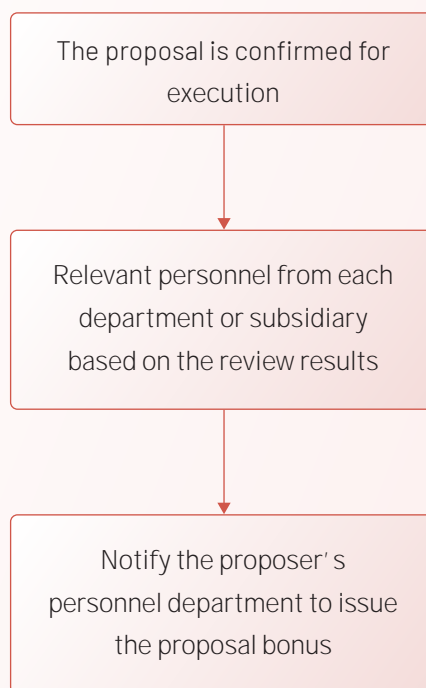 The proposal is confirmed for
execution
Relevant personnel from each
department or subsidiary
based on the review results
Notify the proposer's
personnel department to issue
the proposal bonus